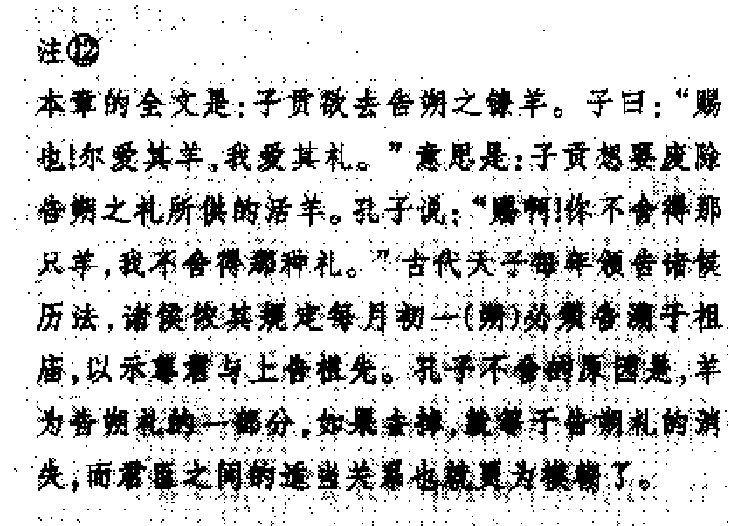 注⑫
本章的全文是：子贡欲去告朔之饩羊。子曰：“赐
也!尔爱其羊，我爱其礼。”意思是：子贡想要废除
告朔之礼所供的活羊。孔子说：“赐啊!你不舍得那
只羊，我不舍得那种礼。”古代天子每年颁告诸侯
历法，诸侯依其规定每月初一(朔)必须告朔于祖
庙，以示尊君与上告祖先。孔子不舍的原因是，羊
为告朔礼的一部分，如果去掉，就等于告朔礼的消
失，而君臣之间的适当关系也就更为模糊了。